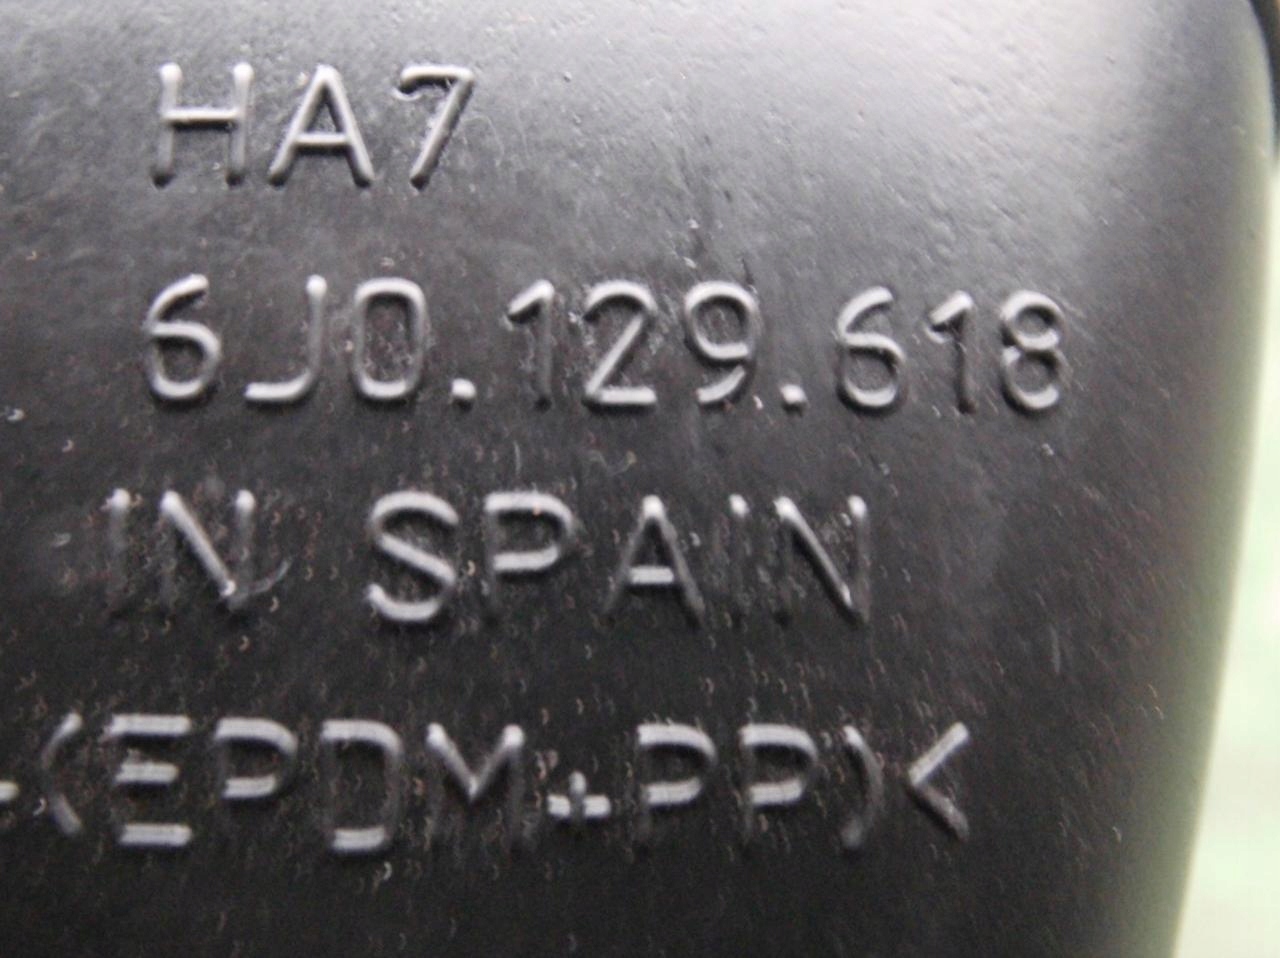 HA7
6J0.129.618
IN SPAIN
-(EPDM+PP)<